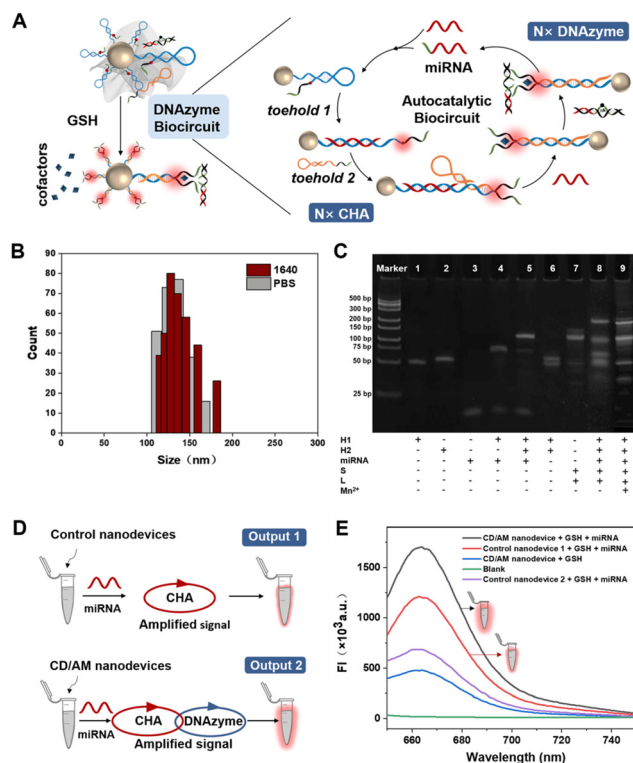 A
GSH
cofactors
DNAzyme
Biocircuit
toehold 1
toehold 2
N× CHA
miRNA
Autocatalytic
Biocircuit
N× DNAzyme
B
Count
90
80
70
60
50
40
30
20
10
0
0 50 100 150 200 250 300
Size (nm)
1640
PBS
C
Marker 1 2 3 4 5 6 7 8 9
500 bp
300 bp
200 bp
150 bp
100 bp
75 bp
50 bp
25 bp
H1 + - - + + + - + +
H2 - + - - + + - + +
miRNA - - + + + - - + +
S - - - - - - + + +
L - - - - - - + + +
Mn²⁺ - - - - - - - - +
D
Control nanodevices
Output 1
miRNA
CHA
Amplified signal
CD/AM nanodevices
Output 2
miRNA
CHA
DNAzyme
Amplified signal
E
FI (×10³a.u.)
1500
1000
500
0
660 680 700 720 740
Wavelength (nm)
CD/AM nanodevice + GSH + miRNA
Control nanodevice 1 + GSH + miRNA
CD/AM nanodevice + GSH
Blank
Control nanodevice 2 + GSH + miRNA